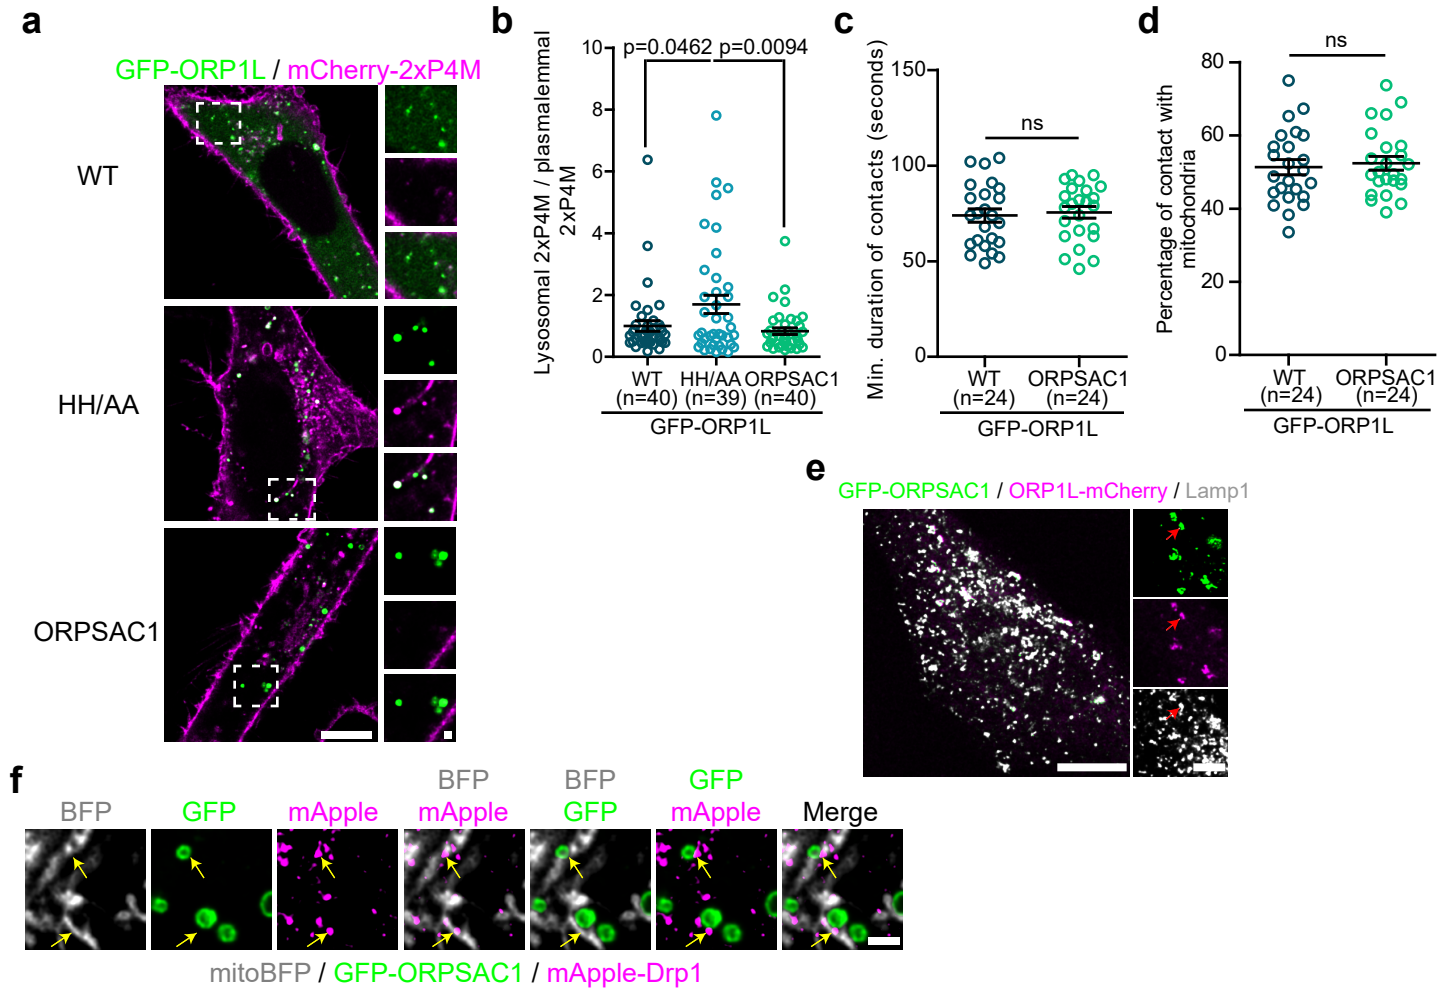 a
GFP-ORP1L / mCherry-2xP4M
WT
HH/AA
ORPSAC1
b
p=0.0462 p=0.0094
Lysosomal 2xP4M / plasmalemmal
2xP4M
10
8
6
4
2
0
WT HH/AA ORPSAC1
(n=40) (n=39) (n=40)
GFP-ORP1L
c
ns
Min. duration of contacts (seconds)
150
100
50
0
WT ORPSAC1
(n=24) (n=24)
GFP-ORP1L
d
ns
Percentage of contact with
mitochondria
80
60
40
20
0
WT ORPSAC1
(n=24) (n=24)
GFP-ORP1L
e
GFP-ORPSAC1 / ORP1L-mCherry / Lamp1
f
BFP GFP mApple BFP mApple BFP GFP GFP mApple Merge
mitoBFP / GFP-ORPSAC1 / mApple-Drp1